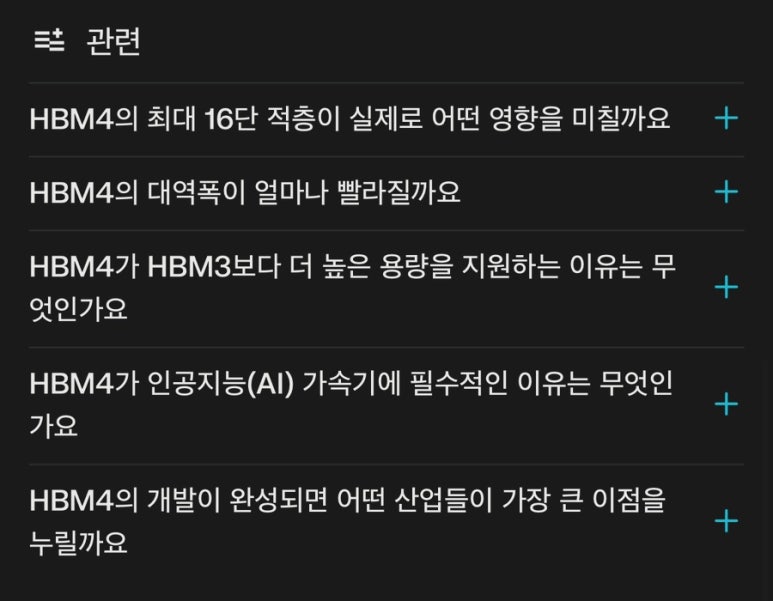 관련
HBM4의 최대 16단 적층이 실제로 어떤 영향을 미칠까요
HBM4의 대역폭이 얼마나 빨라질까요
HBM4가 HBM3보다 더 높은 용량을 지원하는 이유는 무
엇인가요
HBM4가 인공지능(AI) 가속기에 필수적인 이유는 무엇인
가요
HBM4의 개발이 완성되면 어떤 산업들이 가장 큰 이점을
누릴까요